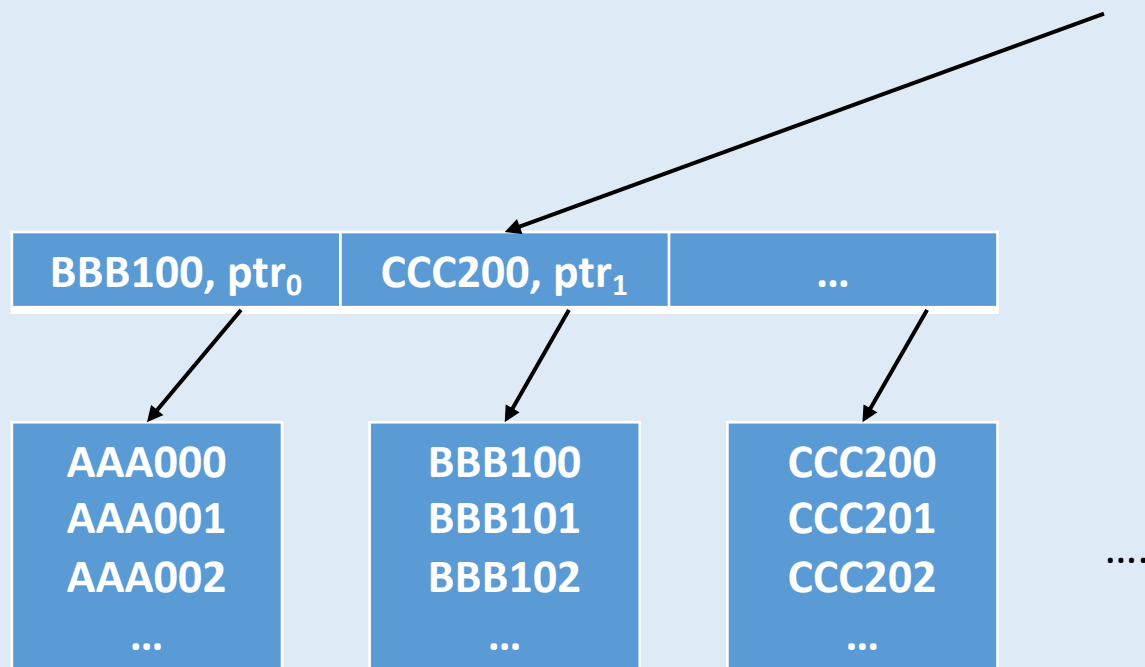 BBB100, ptr₀ CCC200, ptr₁ ...
AAA000 BBB100 CCC200
AAA001 BBB101 CCC201
AAA002 BBB102 CCC202 ....
... ... ...